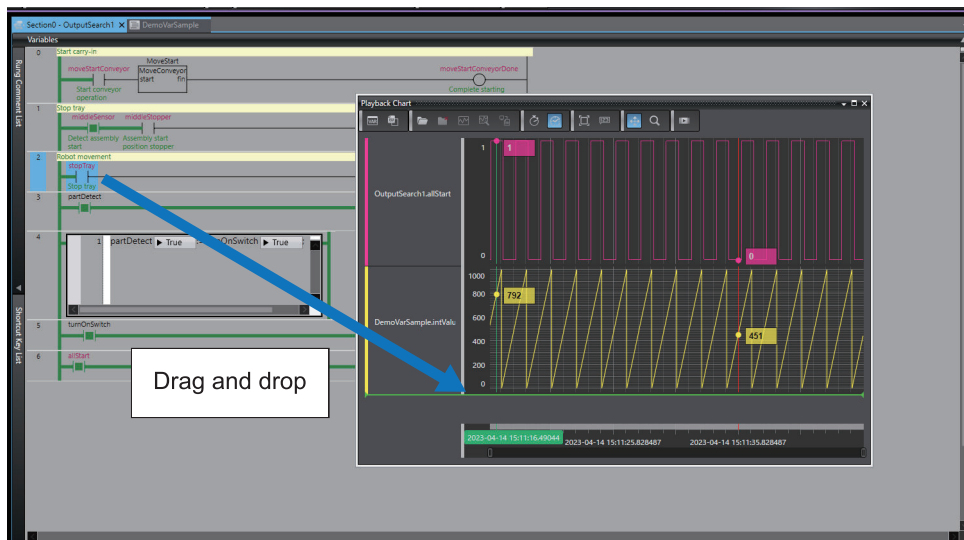 Section0 - OutputSearch1 DemoVarSample
Variables
Rung Comment List
Shortcut Key List
0 Start carry-in
moveStartConveyor
MoveStart
MoveConveyor
start fin
moveStartConveyorDone
Start conveyor
operation
Complete starting
1 Stop tray
middleSensor middleStopper
Detect assembly Assembly start
start position stopper
2 Robot movement
stopTray
Stop tray
3 partDetect
4
1 partDetect True nSwitch True
5 turnOnSwitch
6 allStart
Drag and drop
Playback Chart
OutputSearch1.allStart
1
0
1
0
DemoVarSample.intValu
1000
800
600
400
200
0
792
451
2023-04-14 15:11:16.49044
2023-04-14 15:11:25.828487
2023-04-14 15:11:35.828487